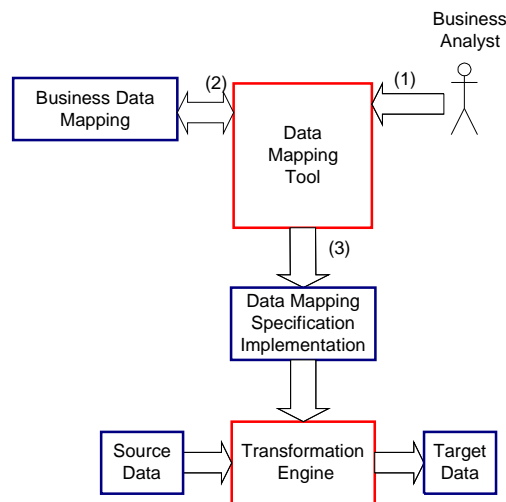 Business
Analyst
(1)
(2)
Business Data
Mapping
Data
Mapping
Tool
(3)
Data Mapping
Specification
Implementation
Source
Data
Transformation
Engine
Target
Data